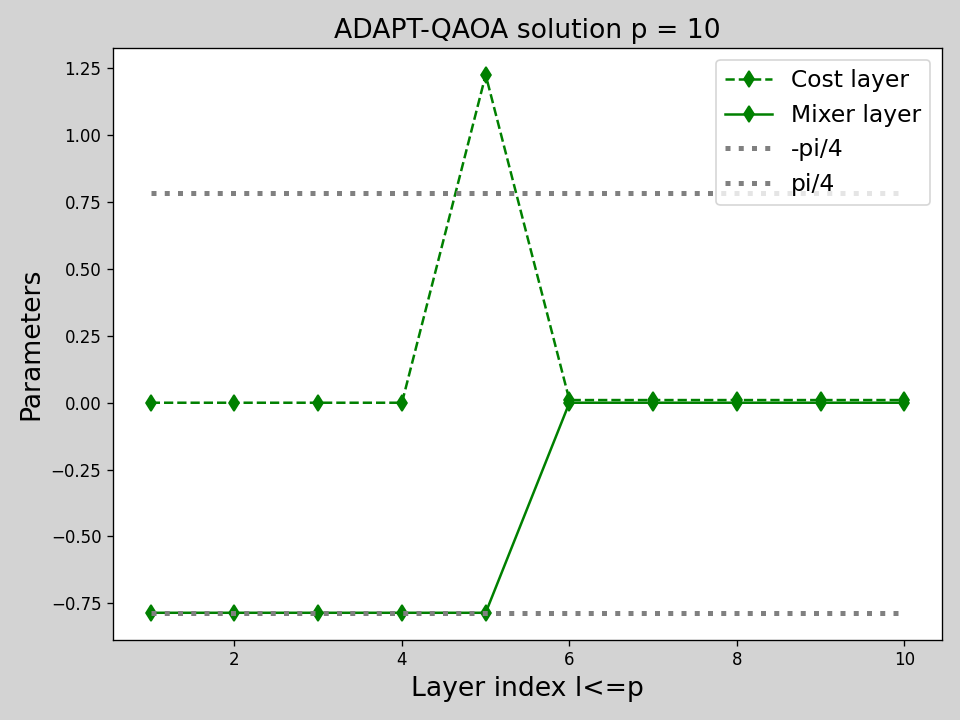 ADAPT-QAOA solution p = 10
1.25
1.00
0.75
0.50
0.25
0.00
−0.25
−0.50
−0.75
Parameters
Cost layer
Mixer layer
-pi/4
pi/4
2
4
6
8
10
Layer index l<=p